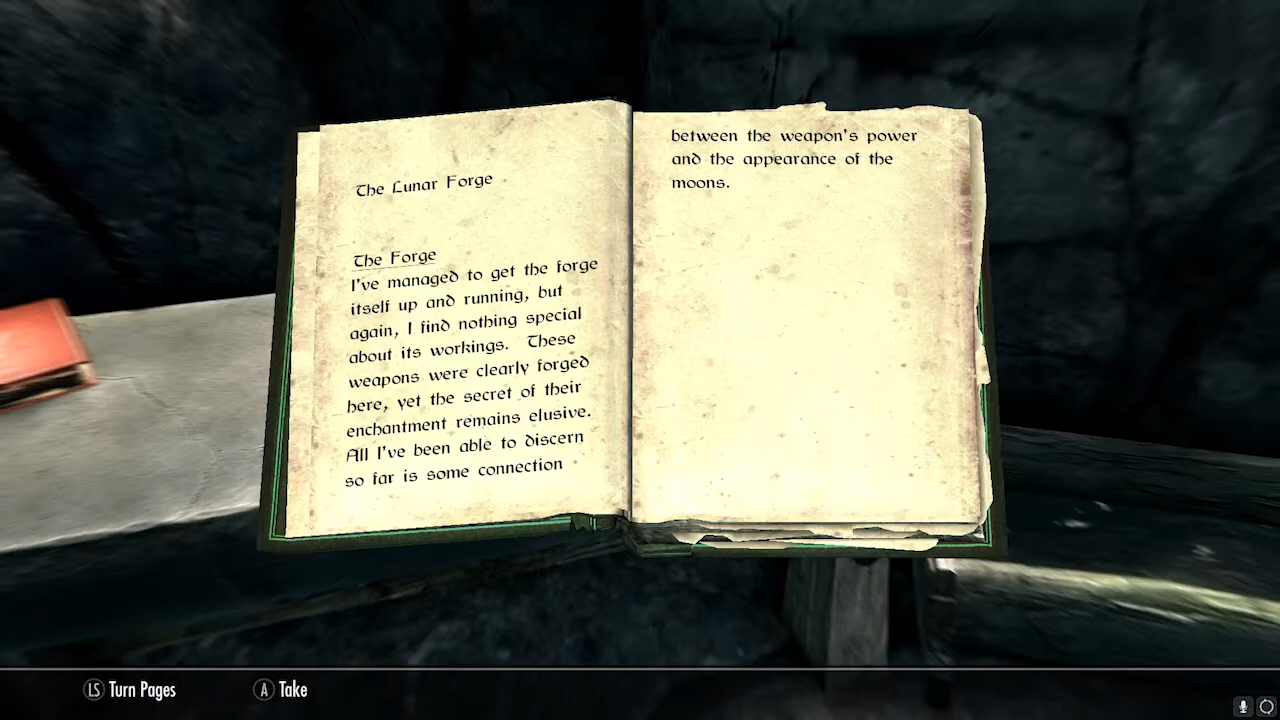 The Lunar Forge
The Forge
I've managed to get the forge
itself up and running, but
again, I find nothing special
about its workings.  These
weapons were clearly forged
here, yet the secret of their
enchantment remains elusive.
All I've been able to discern
so far is some connection
between the weapon's power
and the appearance of the
moons.
LS Turn Pages
A Take